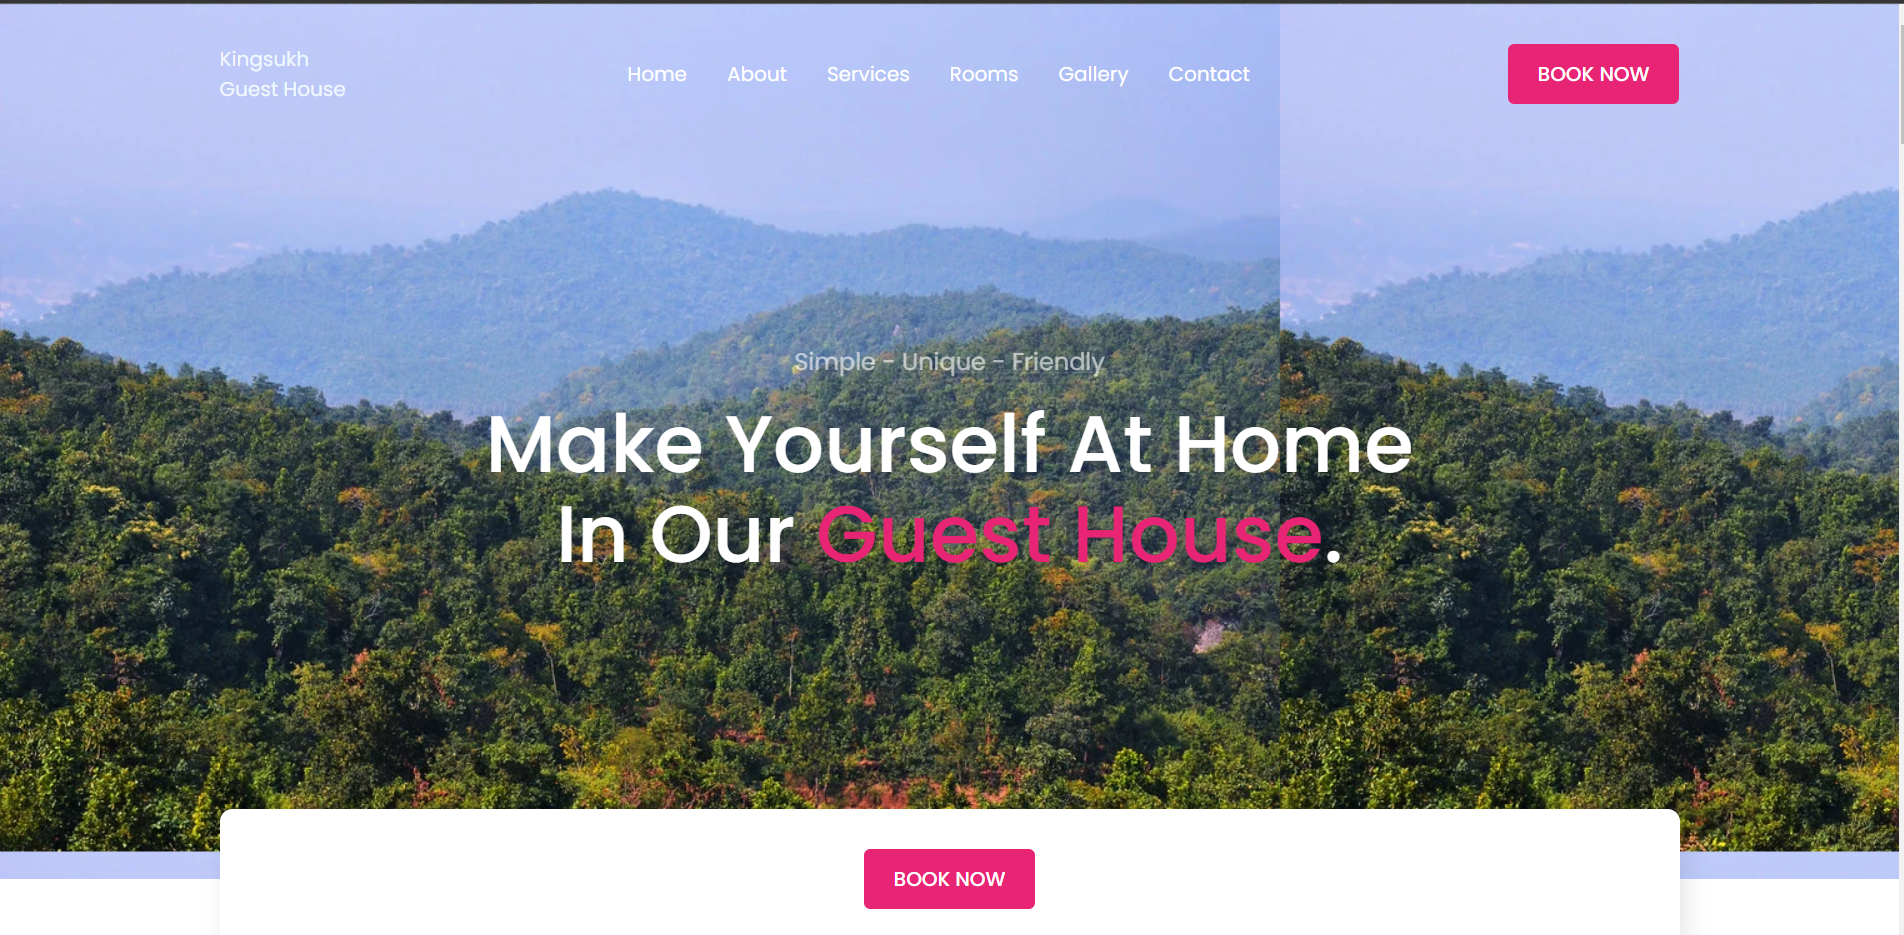 Kingsukh
Guest House
Home About Services Rooms Gallery Contact
BOOK NOW
Simple - Unique - Friendly
Make Yourself At Home
In Our Guest House.
BOOK NOW